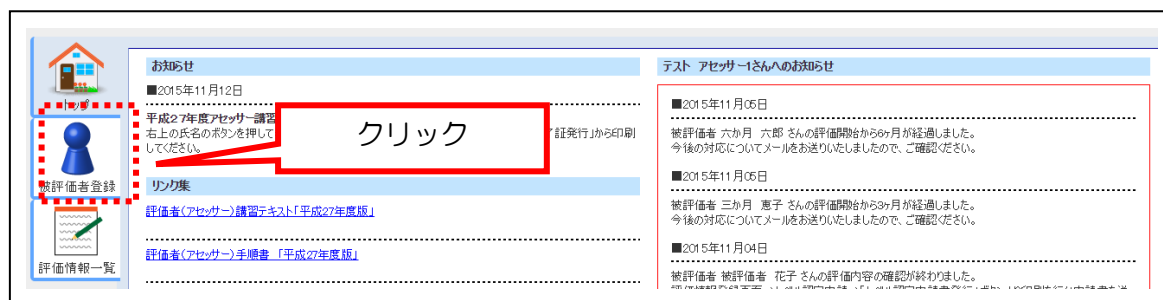 トップ
被評価者登録
評価情報一覧
お知らせ
■2015年11月12日
平成27年度アセッサー講習
右上の氏名のボタンを押して
証発行」から印刷
してください。
クリック
リンク集
評価者(アセッサー)講習テキスト「平成27年度版」
評価者(アセッサー)手順書 「平成27年度版」
テスト アセッサー1さんへのお知らせ
■2015年11月05日
被評価者 六か月 六郎 さんの評価開始から6ヶ月が経過しました。
今後の対応についてメールをお送りいたしましたので、ご確認ください。
■2015年11月05日
被評価者 三か月 恵子 さんの評価開始から3ヶ月が経過しました。
今後の対応についてメールをお送りいたしましたので、ご確認ください。
■2015年11月04日
被評価者 被評価者 花子 さんの評価内容の確認が終わりました。